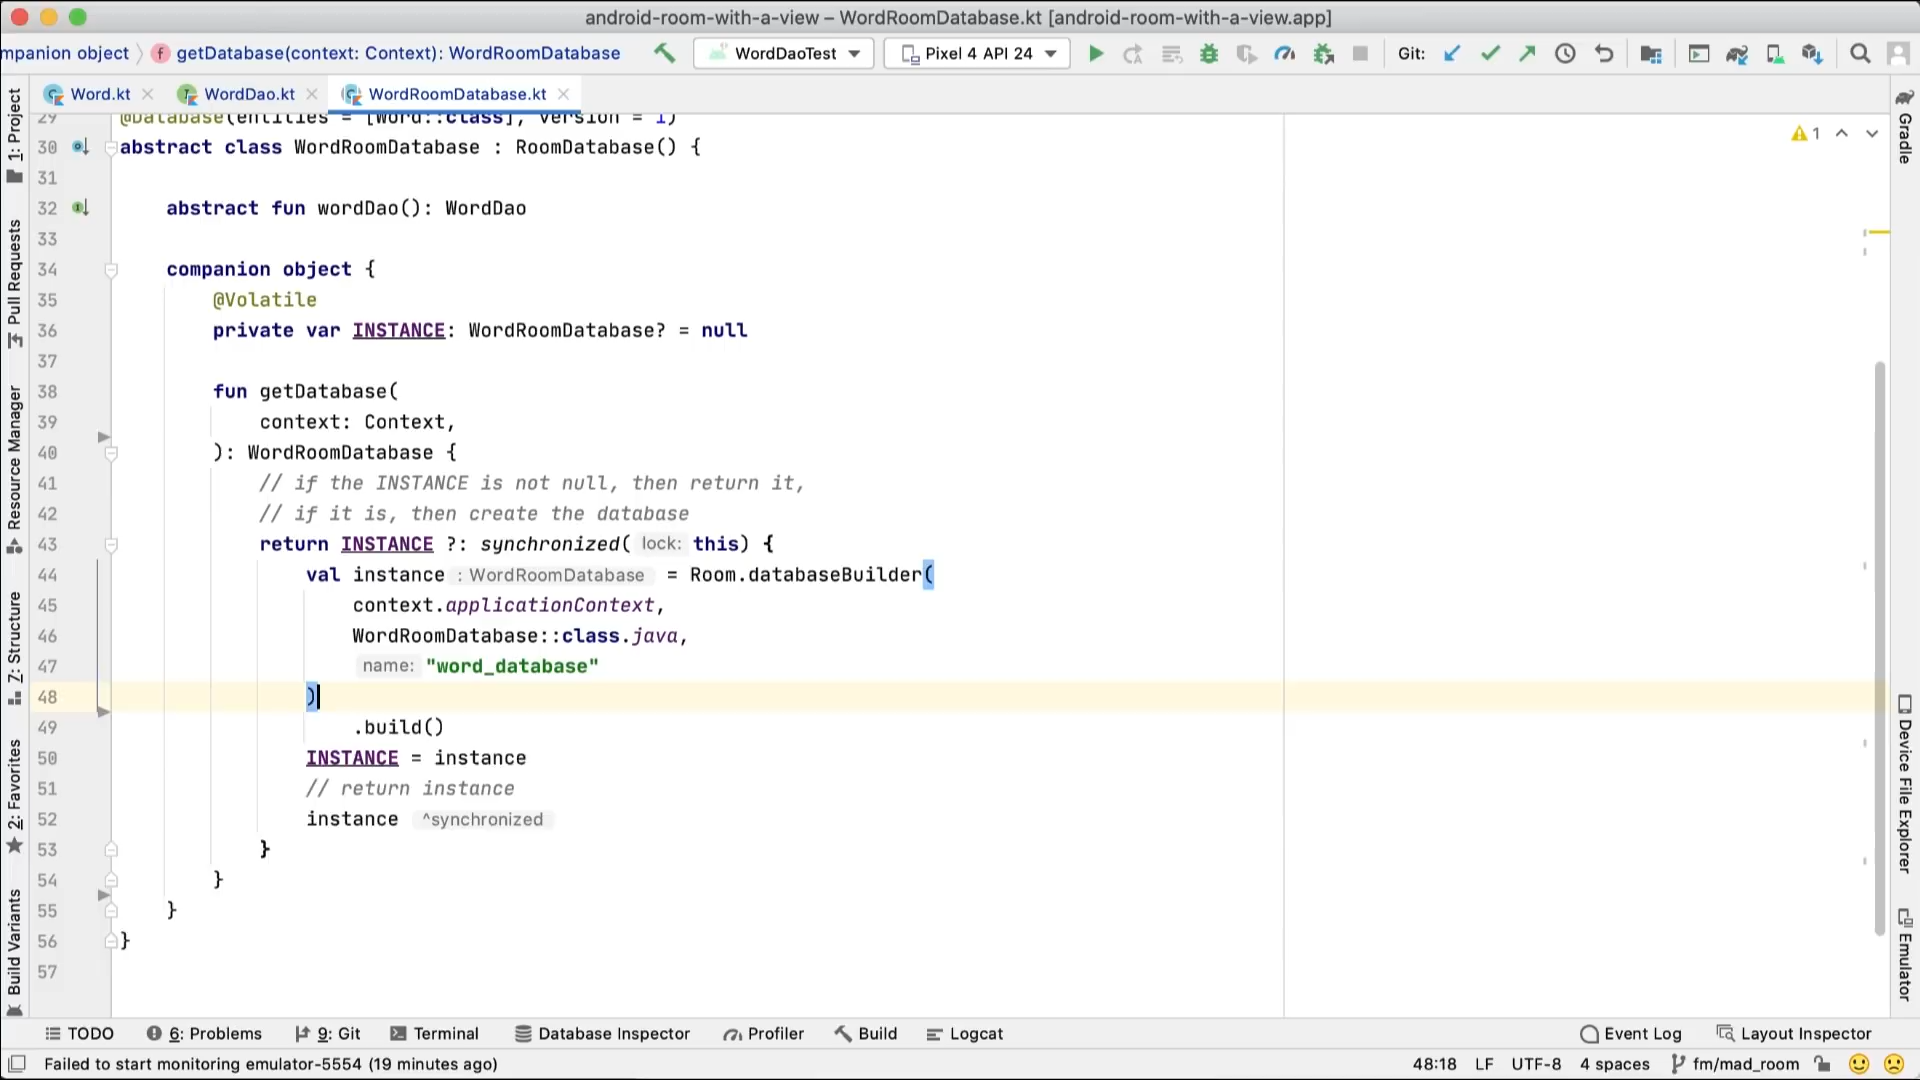 android-room-with-a-view – WordRoomDatabase.kt [android-room-with-a-view.app]
mpanion object
getDatabase(context: Context): WordRoomDatabase
WordDaoTest
Pixel 4 API 24
Git:
Word.kt
WordDao.kt
WordRoomDatabase.kt
29 @Database(entities = [Word::class], version = 1)
30 abstract class WordRoomDatabase : RoomDatabase() {
31
32 abstract fun wordDao(): WordDao
33
34 companion object {
35 @Volatile
36 private var INSTANCE: WordRoomDatabase? = null
37
38 fun getDatabase(
39 context: Context,
40 ): WordRoomDatabase {
41 // if the INSTANCE is not null, then return it,
42 // if it is, then create the database
43 return INSTANCE ?: synchronized( lock: this) {
44 val instance : WordRoomDatabase = Room.databaseBuilder(
45 context.applicationContext,
46 WordRoomDatabase::class.java,
47 name: "word_database"
48 )
49 .build()
50 INSTANCE = instance
51 // return instance
52 instance ^synchronized
53 }
54 }
55 }
56 }
57
1
1: Project
Pull Requests
Resource Manager
7: Structure
2: Favorites
Build Variants
Gradle
Device File Explorer
Emulator
TODO
6: Problems
9: Git
Terminal
Database Inspector
Profiler
Build
Logcat
Event Log
Layout Inspector
Failed to start monitoring emulator-5554 (19 minutes ago)
48:18
LF
UTF-8
4 spaces
fm/mad_room